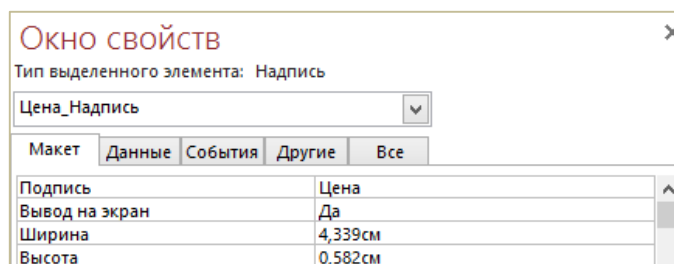 Окно свойств
Тип выделенного элемента: Надпись
Цена_Надпись
Макет Данные События Другие Все
Подпись Цена
Вывод на экран Да
Ширина 4,339см
Высота 0,582см